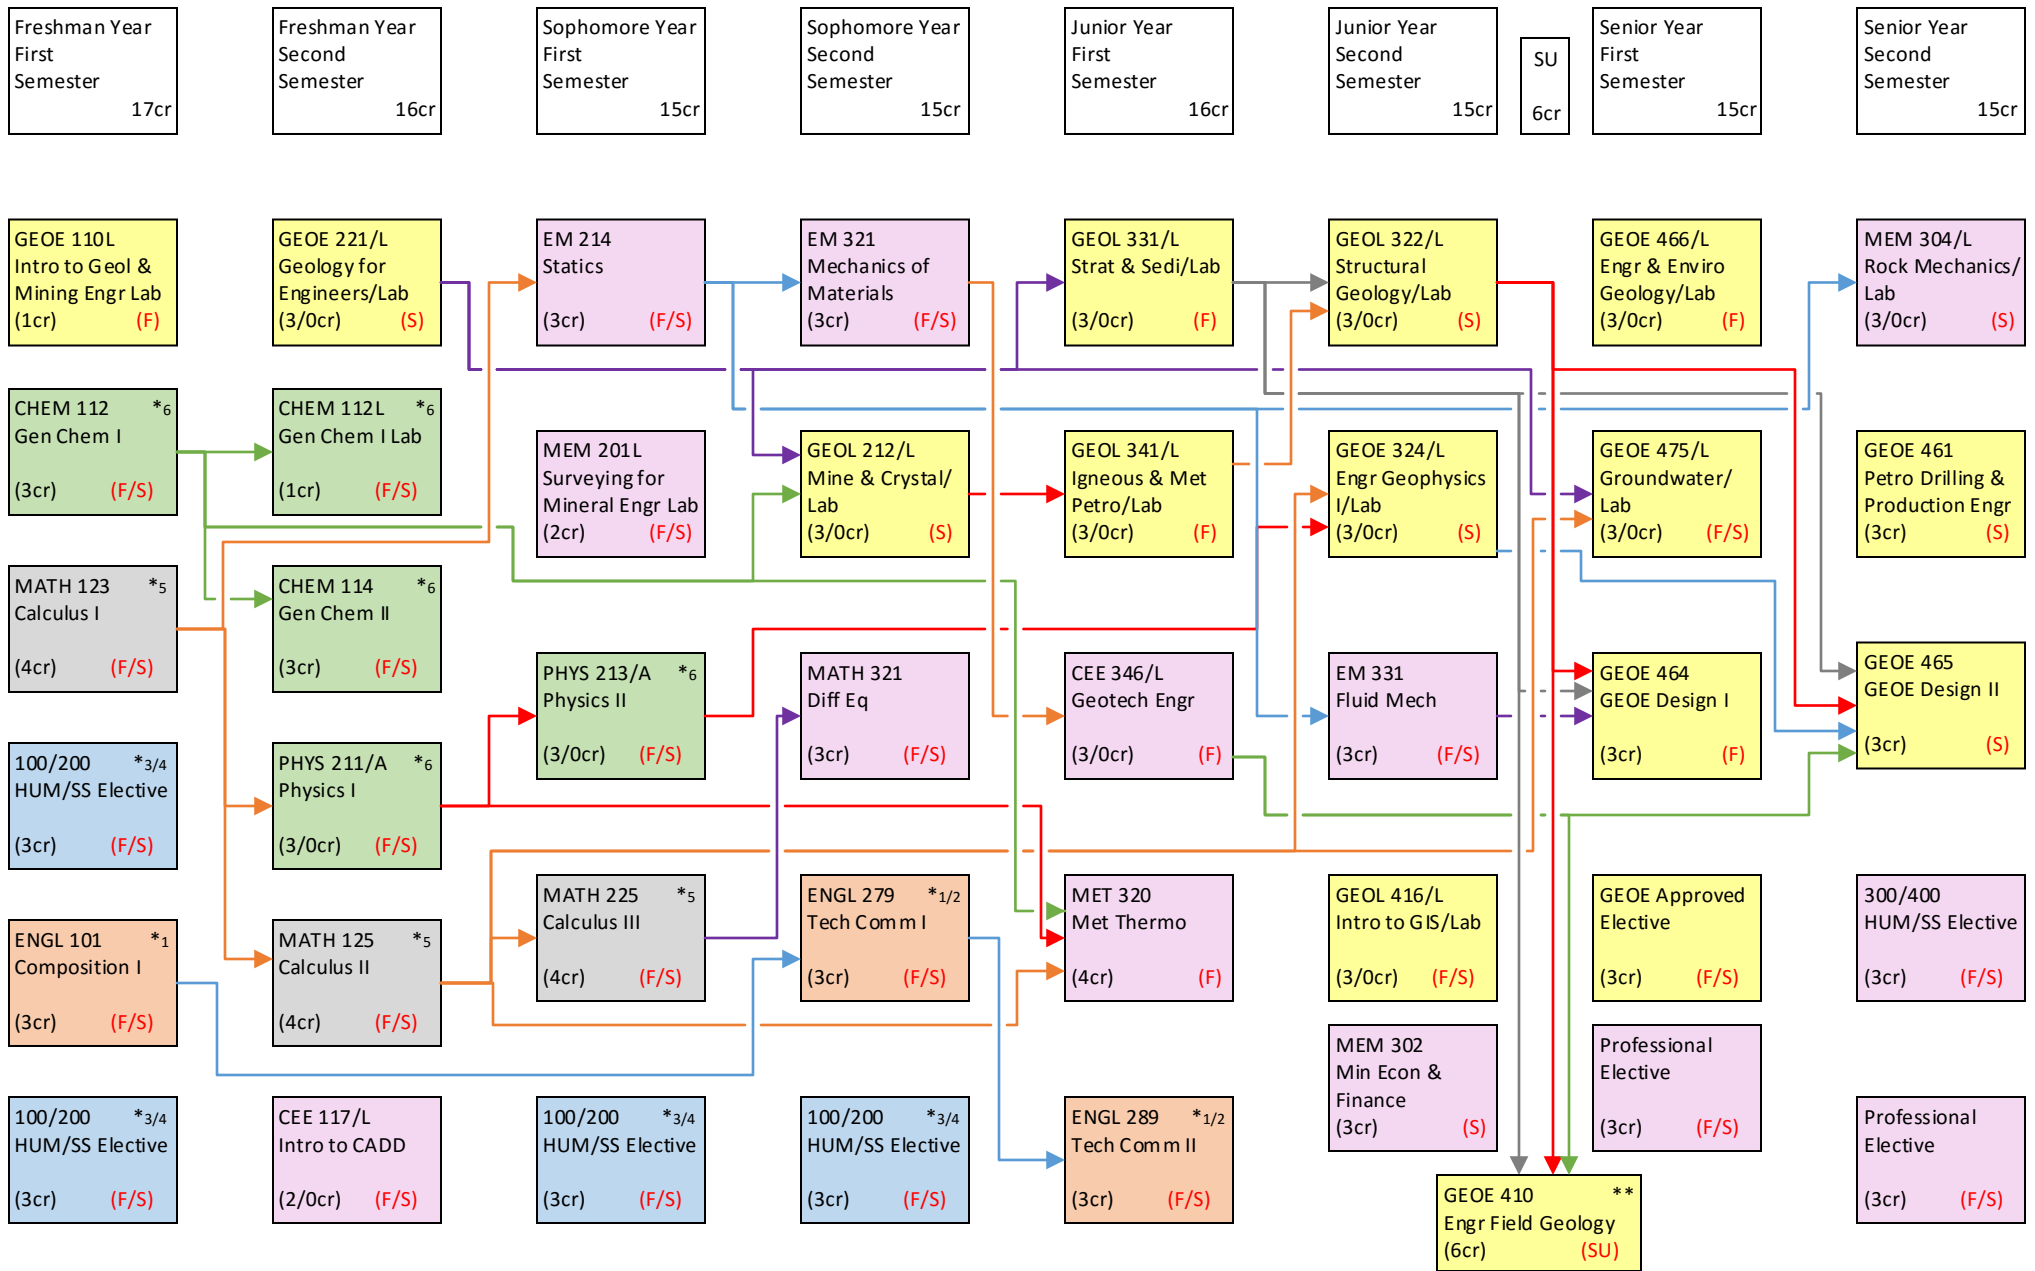 Freshman Year
First
Semester
17cr
Freshman Year
Second
Semester
16cr
Sophomore Year
First
Semester
15cr
Sophomore Year
Second
Semester
15cr
Junior Year
First
Semester
16cr
Junior Year
Second
Semester
15cr
SU
6cr
Senior Year
First
Semester
15cr
Senior Year
Second
Semester
15cr
GEOE 110L
Intro to Geol &
Mining Engr Lab
(1cr) (F)
GEOE 221/L
Geology for
Engineers/Lab
(3/0cr) (S)
EM 214
Statics
(3cr) (F/S)
EM 321
Mechanics of
Materials
(3cr) (F/S)
GEOL 331/L
Strat & Sedi/Lab
(3/0cr) (F)
GEOL 322/L
Structural
Geology/Lab
(3/0cr) (S)
GEOE 466/L
Engr & Enviro
Geology/Lab
(3/0cr) (F)
MEM 304/L
Rock Mechanics/
Lab
(3/0cr) (S)
CHEM 112 *6
Gen Chem I
(3cr) (F/S)
CHEM 112L *6
Gen Chem I Lab
(1cr) (F/S)
MEM 201L
Surveying for
Mineral Engr Lab
(2cr) (F/S)
GEOL 212/L
Mine & Crystal/
Lab
(3/0cr) (S)
GEOL 341/L
Igneous & Met
Petro/Lab
(3/0cr) (F)
GEOE 324/L
Engr Geophysics
I/Lab
(3/0cr) (S)
GEOE 475/L
Groundwater/
Lab
(3/0cr) (F/S)
GEOE 461
Petro Drilling &
Production Engr
(3cr) (S)
MATH 123 *5
Calculus I
(4cr) (F/S)
CHEM 114 *6
Gen Chem II
(3cr) (F/S)
PHYS 213/A *6
Physics II
(3/0cr) (F/S)
MATH 321
Diff Eq
(3cr) (F/S)
CEE 346/L
Geotech Engr
(3/0cr) (F)
EM 331
Fluid Mech
(3cr) (F/S)
GEOE 464
GEOE Design I
(3cr) (F)
GEOE 465
GEOE Design II
(3cr) (S)
100/200 *3/4
HUM/SS Elective
(3cr) (F/S)
PHYS 211/A *6
Physics I
(3/0cr) (F/S)
MATH 225 *5
Calculus III
(4cr) (F/S)
ENGL 279 *1/2
Tech Comm I
(3cr) (F/S)
MET 320
Met Thermo
(4cr) (F)
GEOL 416/L
Intro to GIS/Lab
(3/0cr) (F/S)
GEOE Approved
Elective
(3cr) (F/S)
300/400
HUM/SS Elective
(3cr) (F/S)
ENGL 101 *1
Composition I
(3cr) (F/S)
MATH 125 *5
Calculus II
(4cr) (F/S)
MEM 302
Min Econ &
Finance
(3cr) (S)
Professional
Elective
(3cr) (F/S)
100/200 *3/4
HUM/SS Elective
(3cr) (F/S)
CEE 117/L
Intro to CADD
(2/0cr) (F/S)
100/200 *3/4
HUM/SS Elective
(3cr) (F/S)
100/200 *3/4
HUM/SS Elective
(3cr) (F/S)
ENGL 289 *1/2
Tech Comm II
(3cr) (F/S)
Professional
Elective
(3cr) (F/S)
GEOE 410 **
Engr Field Geology
(6cr) (SU)